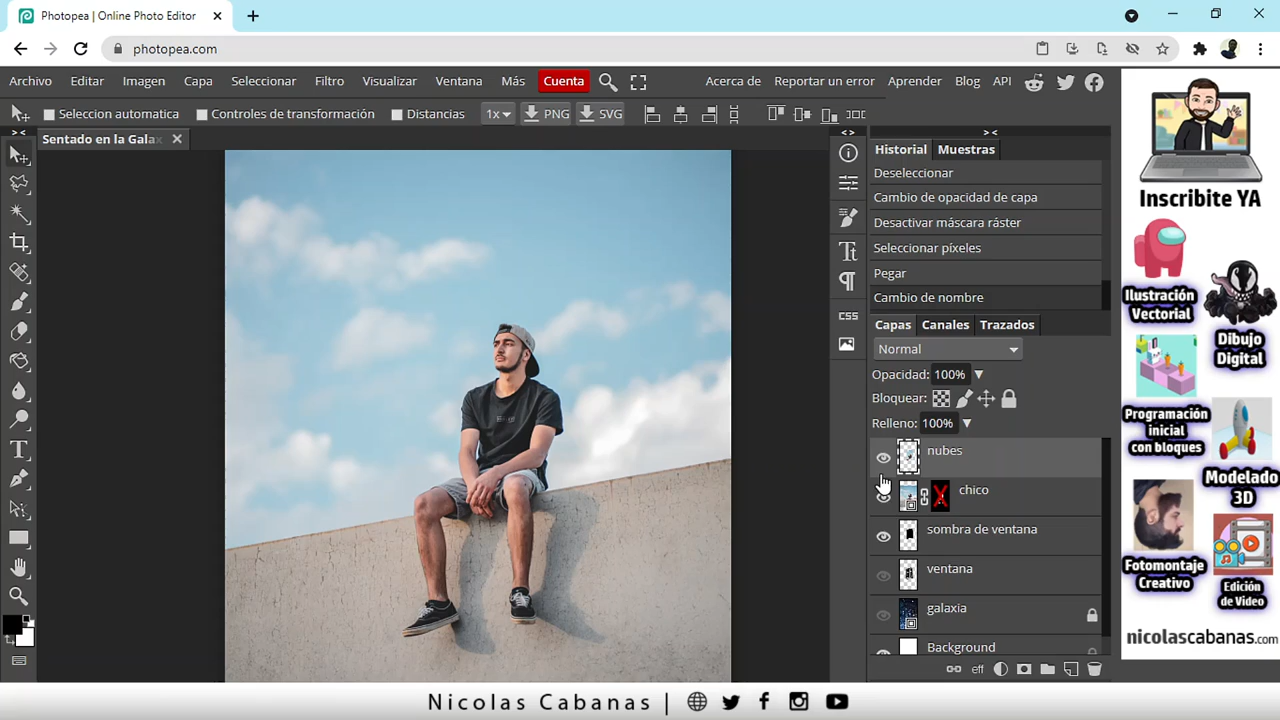 Photopea | Online Photo Editor
photopea.com
Archivo Editar Imagen Capa Seleccionar Filtro Visualizar Ventana Más Cuenta Acerca de Reportar un error Aprender Blog API
Seleccion automatica Controles de transformación Distancias 1x PNG SVG
Sentado en la Gala
Historial Muestras
Deseleccionar
Cambio de opacidad de capa
Desactivar máscara ráster
Seleccionar píxeles
Pegar
Cambio de nombre
CSS
Capas Canales Trazados
Normal
Opacidad: 100%
Bloquear:
Relleno: 100%
nubes
chico
sombra de ventana
ventana
galaxia
Background
eff
Inscribite YA
Ilustración
Vectorial
Dibujo
Digital
Programación
inicial
con bloques
Modelado
3D
Fotomontaje
Creativo
Edición
de Video
nicolascabanas.com
Nicolas Cabanas |